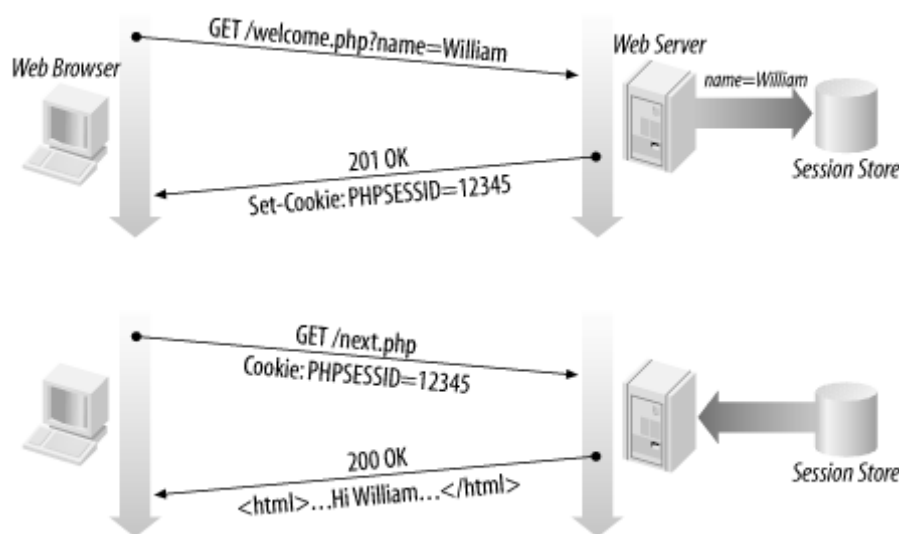 GET /welcome.php?name=William
Web Server
Web Browser
name=William
201 OK
Set-Cookie: PHPSESSID=12345
Session Store
GET /next.php
Cookie: PHPSESSID=12345
200 OK
<html>...Hi William...</html>
Session Store